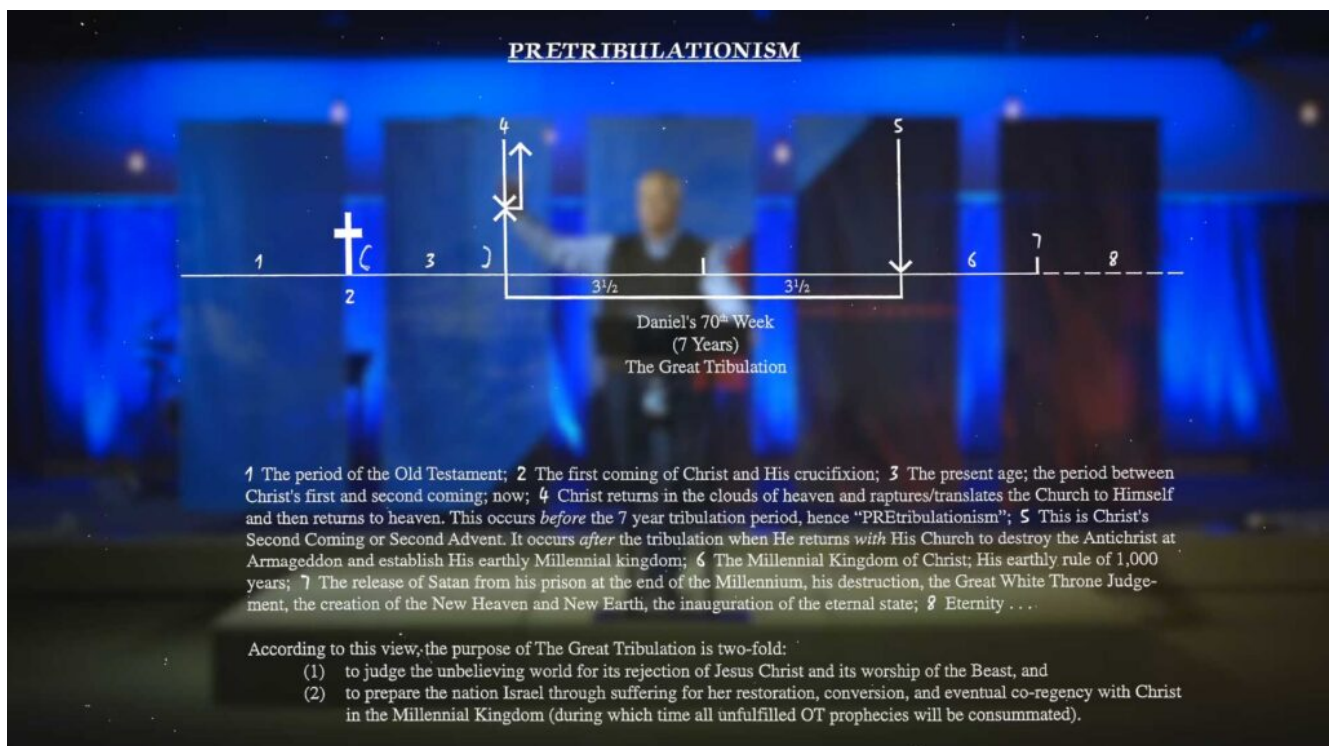 PRETRIBULATIONISM
4 5
1 ( 3 ) 6 7 8
2 3½ 3½
Daniel's 70th Week
(7 Years)
The Great Tribulation
1 The period of the Old Testament; 2 The first coming of Christ and His crucifixion; 3 The present age; the period between
Christ's first and second coming; now; 4 Christ returns in the clouds of heaven and raptures/translates the Church to Himself
and then returns to heaven. This occurs before the 7 year tribulation period, hence “PREtribulationism”; 5 This is Christ's
Second Coming or Second Advent. It occurs after the tribulation when He returns with His Church to destroy the Antichrist at
Armageddon and establish His earthly Millennial kingdom; 6 The Millennial Kingdom of Christ; His earthly rule of 1,000
years; 7 The release of Satan from his prison at the end of the Millennium, his destruction, the Great White Throne Judge-
ment, the creation of the New Heaven and New Earth, the inauguration of the eternal state; 8 Eternity . . .
According to this view, the purpose of The Great Tribulation is two-fold:
(1) to judge the unbelieving world for its rejection of Jesus Christ and its worship of the Beast, and
(2) to prepare the nation Israel through suffering for her restoration, conversion, and eventual co-regency with Christ
in the Millennial Kingdom (during which time all unfulfilled OT prophecies will be consummated).